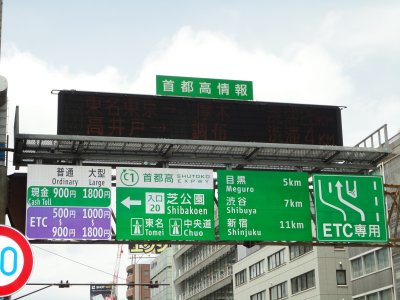 首都高情報
普通 大型
Ordinary Large
現金 900円 1800円
Cash Toll
ETC 500円 1000円
~ ~
900円 1800円
C1 首都高 SHUTOKO EXPWY
入口 20 芝公園
Shibakoen
東名 中央道
Tomei Chuo
目黒 5km
Meguro
渋谷 7km
Shibuya
新宿 11km
Shinjuku
ETC専用